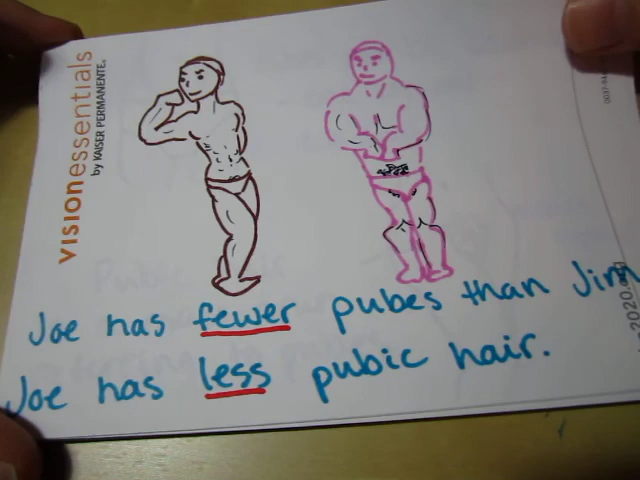 visionessentials
by KAISER PERMANENTE®
Joe has fewer pubes than Jim
Joe has less pubic hair.